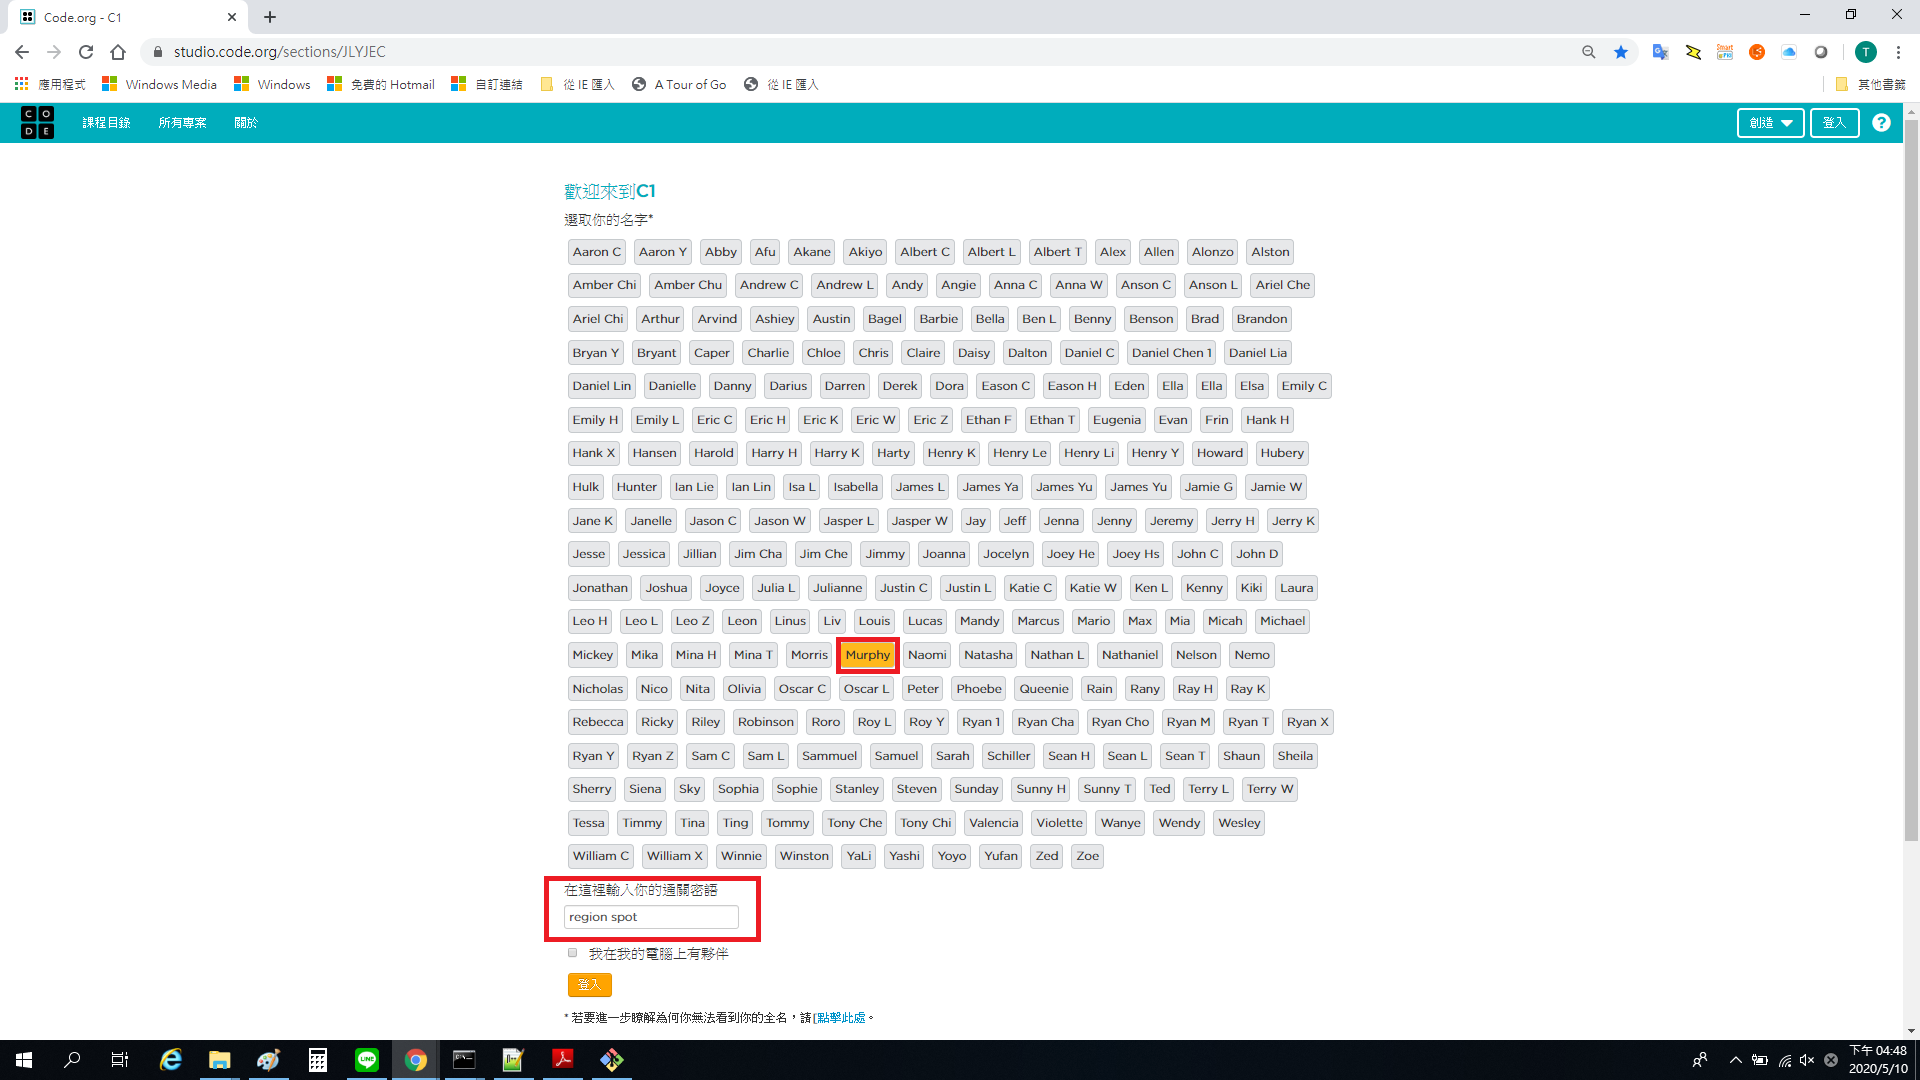 Code.org - C1
studio.code.org/sections/JLYJEC
應用程式 Windows Media Windows 免費的 Hotmail 自訂連結 從 IE 匯入 A Tour of Go 從 IE 匯入 其他書籤
C O D E 課程目錄 所有專案 關於 創造 登入 ?
歡迎來到C1
選取你的名字*
Aaron C Aaron Y Abby Afu Akane Akiyo Albert C Albert L Albert T Alex Allen Alonzo Alston
Amber Chi Amber Chu Andrew C Andrew L Andy Angie Anna C Anna W Anson C Anson L Ariel Che
Ariel Chi Arthur Arvind Ashiey Austin Bagel Barbie Bella Ben L Benny Benson Brad Brandon
Bryan Y Bryant Caper Charlie Chloe Chris Claire Daisy Dalton Daniel C Daniel Chen 1 Daniel Lia
Daniel Lin Danielle Danny Darius Darren Derek Dora Eason C Eason H Eden Ella Ella Elsa Emily C
Emily H Emily L Eric C Eric H Eric K Eric W Eric Z Ethan F Ethan T Eugenia Evan Frin Hank H
Hank X Hansen Harold Harry H Harry K Harty Henry K Henry Le Henry Li Henry Y Howard Hubery
Hulk Hunter Ian Lie Ian Lin Isa L Isabella James L James Ya James Yu James Yu Jamie G Jamie W
Jane K Janelle Jason C Jason W Jasper L Jasper W Jay Jeff Jenna Jenny Jeremy Jerry H Jerry K
Jesse Jessica Jillian Jim Cha Jim Che Jimmy Joanna Jocelyn Joey He Joey Hs John C John D
Jonathan Joshua Joyce Julia L Julianne Justin C Justin L Katie C Katie W Ken L Kenny Kiki Laura
Leo H Leo L Leo Z Leon Linus Liv Louis Lucas Mandy Marcus Mario Max Mia Micah Michael
Mickey Mika Mina H Mina T Morris Murphy Naomi Natasha Nathan L Nathaniel Nelson Nemo
Nicholas Nico Nita Olivia Oscar C Oscar L Peter Phoebe Queenie Rain Rany Ray H Ray K
Rebecca Ricky Riley Robinson Roro Roy L Roy Y Ryan 1 Ryan Cha Ryan Cho Ryan M Ryan T Ryan X
Ryan Y Ryan Z Sam C Sam L Sammuel Samuel Sarah Schiller Sean H Sean L Sean T Shaun Sheila
Sherry Siena Sky Sophia Sophie Stanley Steven Sunday Sunny H Sunny T Ted Terry L Terry W
Tessa Timmy Tina Ting Tommy Tony Che Tony Chi Valencia Violette Wanye Wendy Wesley
William C William X Winnie Winston YaLi Yashi Yoyo Yufan Zed Zoe
在這裡輸入你的通關密語
region spot
我在我的電腦上有夥伴
登入
* 若要進一步瞭解為何你無法看到你的全名，請[點擊此處。
下午 04:48
2020/5/10